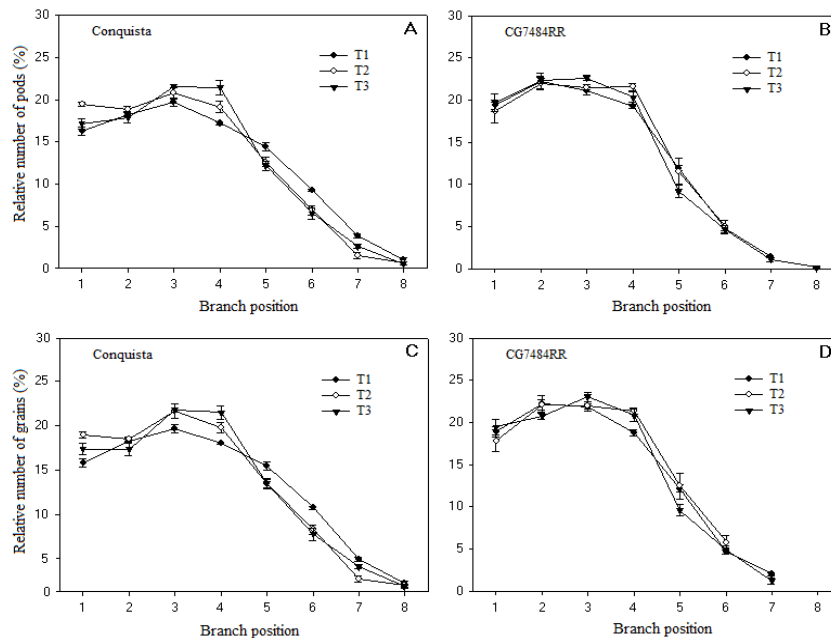 Conquista
A
T1
T2
T3
Relative number of pods (%)
30
25
20
15
10
5
0
1 2 3 4 5 6 7 8
Branch position
CG7484RR
B
T1
T2
T3
30
25
20
15
10
5
0
1 2 3 4 5 6 7 8
Branch position
Conquista
C
T1
T2
T3
Relative number of grains (%)
30
25
20
15
10
5
0
1 2 3 4 5 6 7 8
Branch position
CG7484RR
D
T1
T2
T3
30
25
20
15
10
5
0
1 2 3 4 5 6 7 8
Branch position